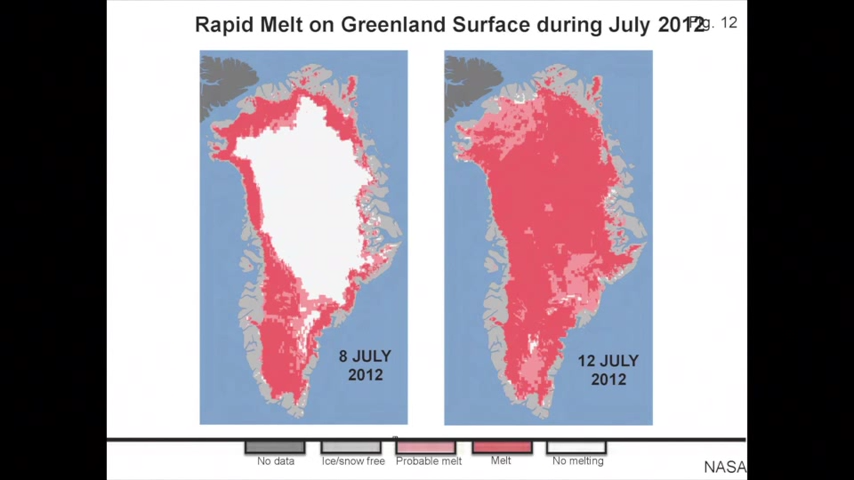 Rapid Melt on Greenland Surface during July 2012
Fig. 12
8 JULY
2012
12 JULY
2012
No data
Ice/snow free
Probable melt
Melt
No melting
NASA